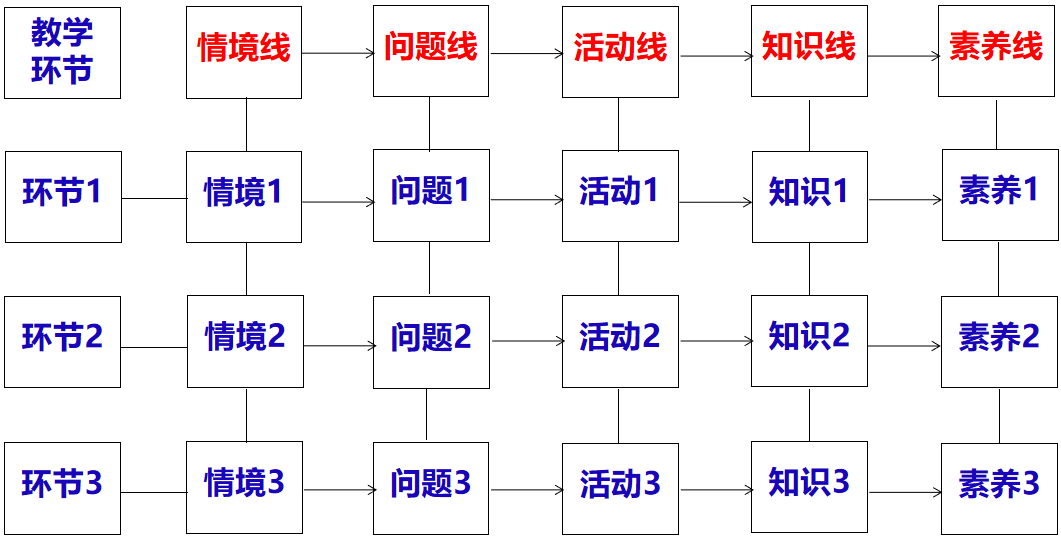 教学
环节
情境线
问题线
活动线
知识线
素养线
环节1
情境1
问题1
活动1
知识1
素养1
环节2
情境2
问题2
活动2
知识2
素养2
环节3
情境3
问题3
活动3
知识3
素养3